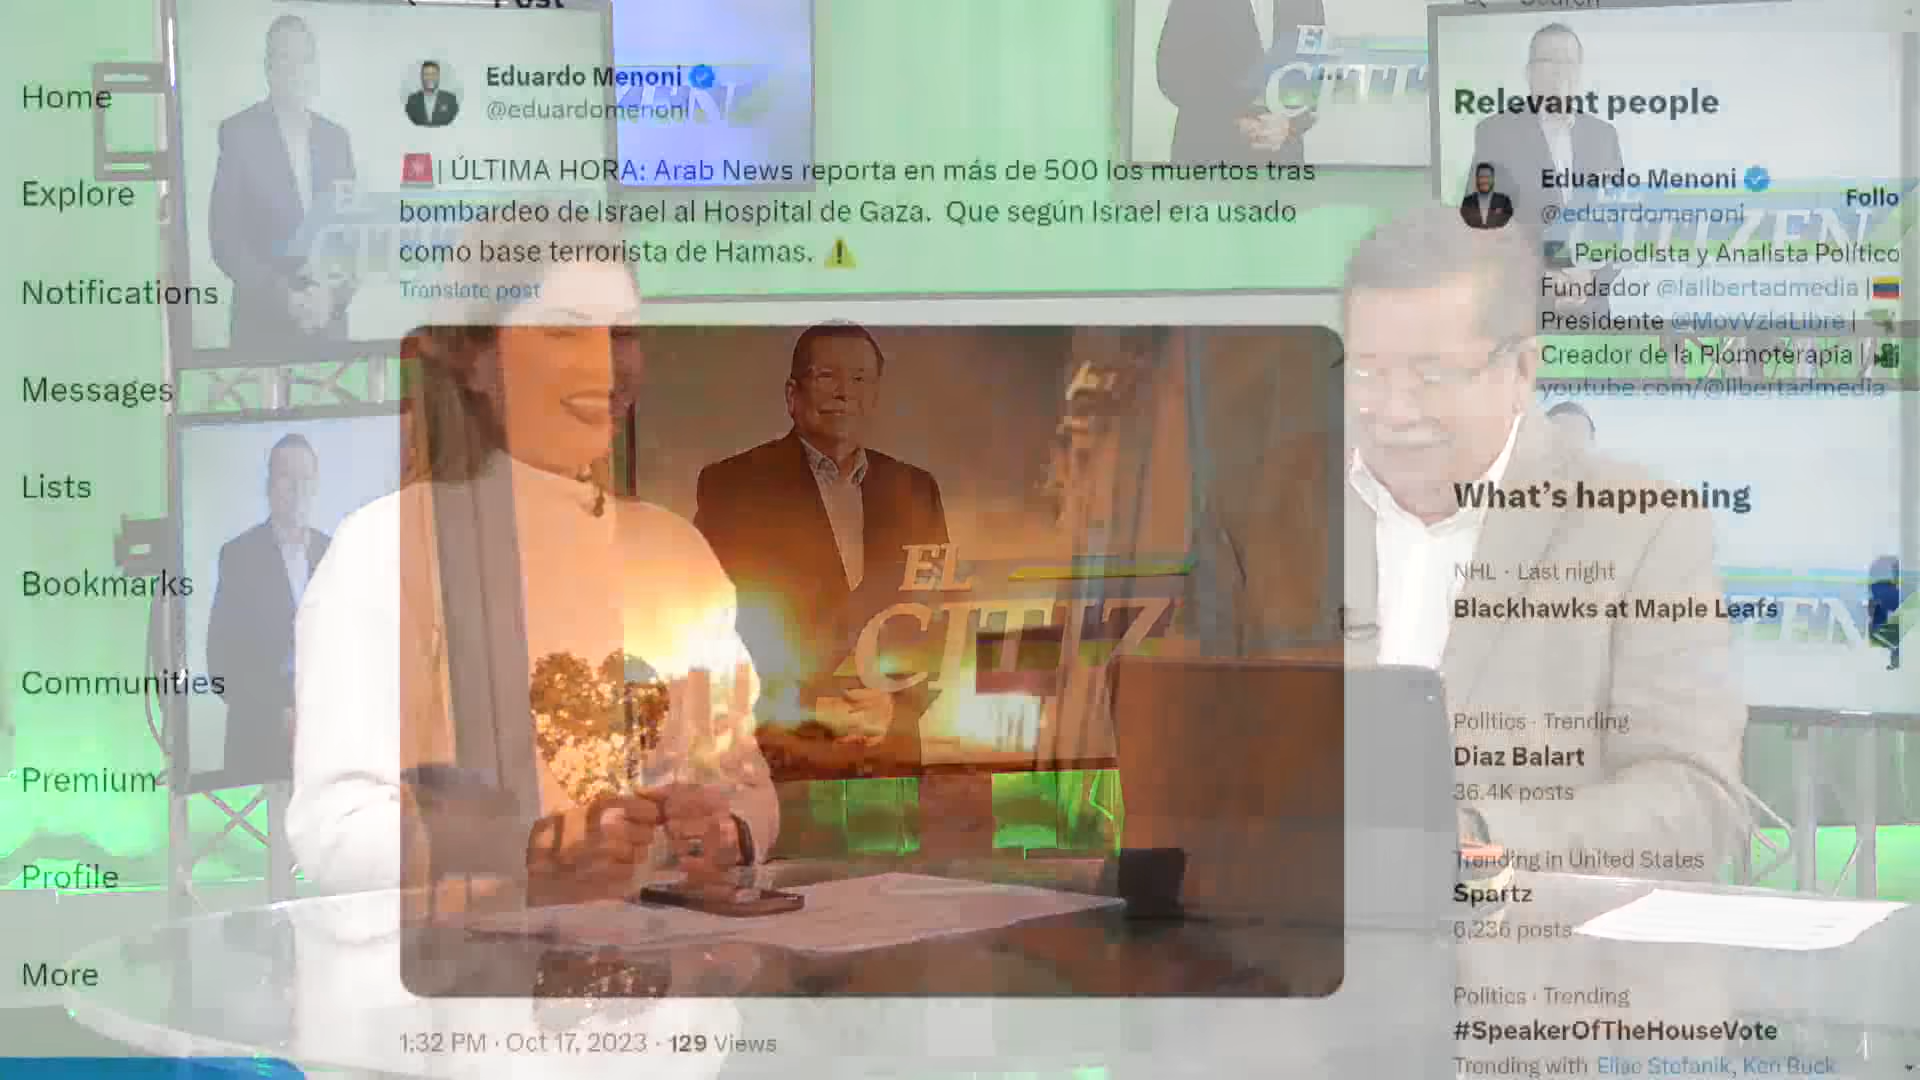 Post
Search
Home
Explore
Notifications
Messages
Lists
Bookmarks
Communities
Premium
Profile
More
Eduardo Menoni
@eduardomenoni
| ÚLTIMA HORA: Arab News reporta en más de 500 los muertos tras
bombardeo de Israel al Hospital de Gaza. Que según Israel era usado
como base terrorista de Hamas.
Translate post
EL
CITIZ
1:32 PM · Oct 17, 2023 · 129 Views
Relevant people
Eduardo Menoni
@eduardomenoni
Follo
Periodista y Analista Político
Fundador @lalibertadmedia |
Presidente @MovVzlaLibre |
Creador de la Plomoterapia |
youtube.com/@libertadmedia
What's happening
NHL · Last night
Blackhawks at Maple Leafs
Politics · Trending
Diaz Balart
36.4K posts
Trending in United States
Spartz
6,236 posts
Politics · Trending
#SpeakerOfTheHouseVote
Trending with Elise Stefanik, Ken Buck